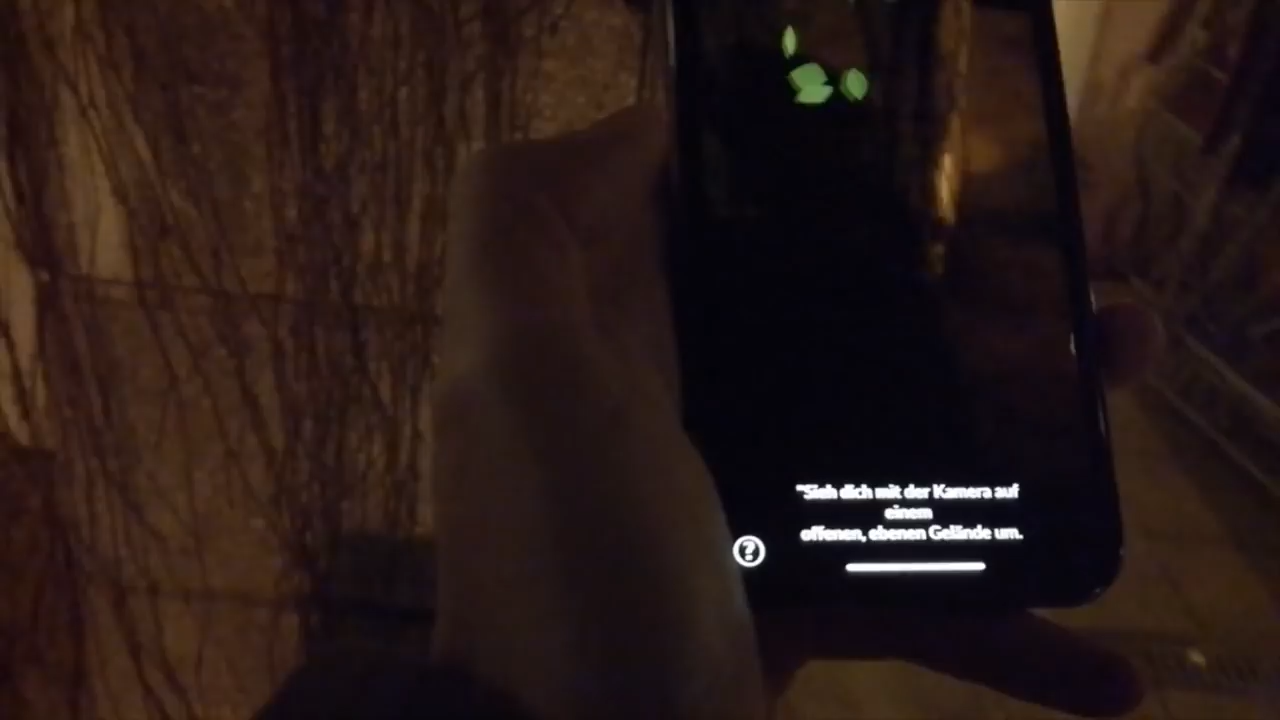 "Sieh dich mit der Kamera auf
einem
offenen, ebenen Gelände um.
?